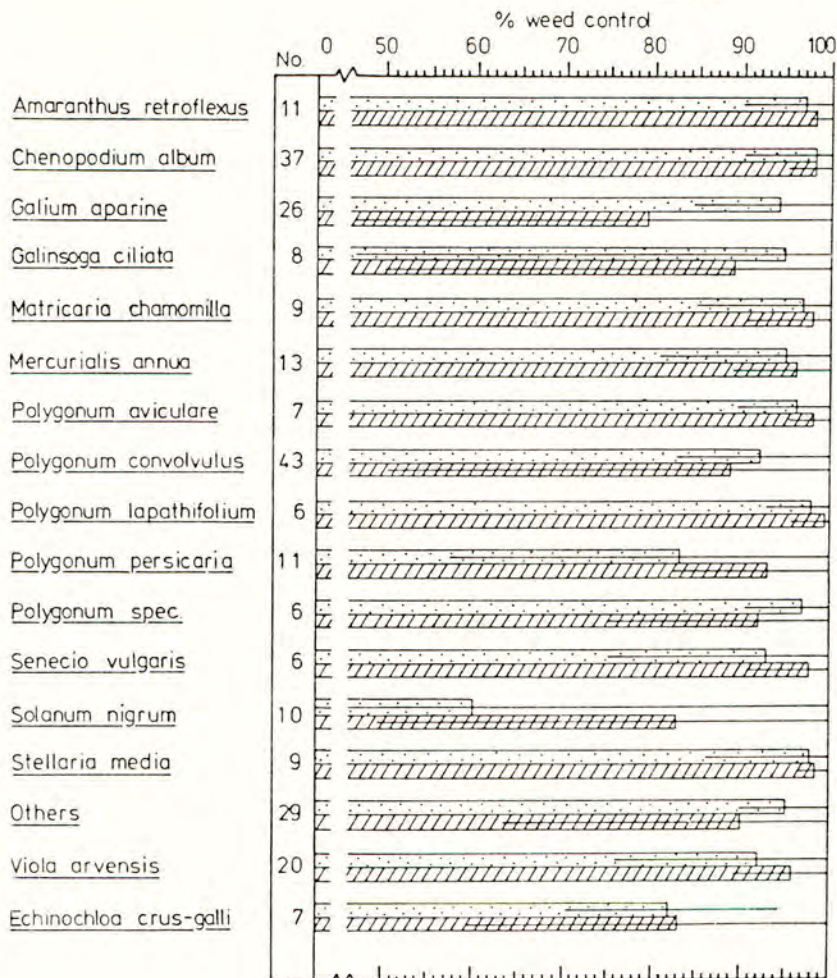 % weed control
No. 0 50 60 70 80 90 100
Amaranthus retroflexus 11
Chenopodium album 37
Galium aparine 26
Galinsoga ciliata 8
Matricaria chamomilla 9
Mercurialis annua 13
Polygonum aviculare 7
Polygonum convolvulus 43
Polygonum lapathifolium 6
Polygonum persicaria 11
Polygonum spec. 6
Senecio vulgaris 6
Solanum nigrum 10
Stellaria media 9
Others 29
Viola arvensis 20
Echinochloa crus-galli 7